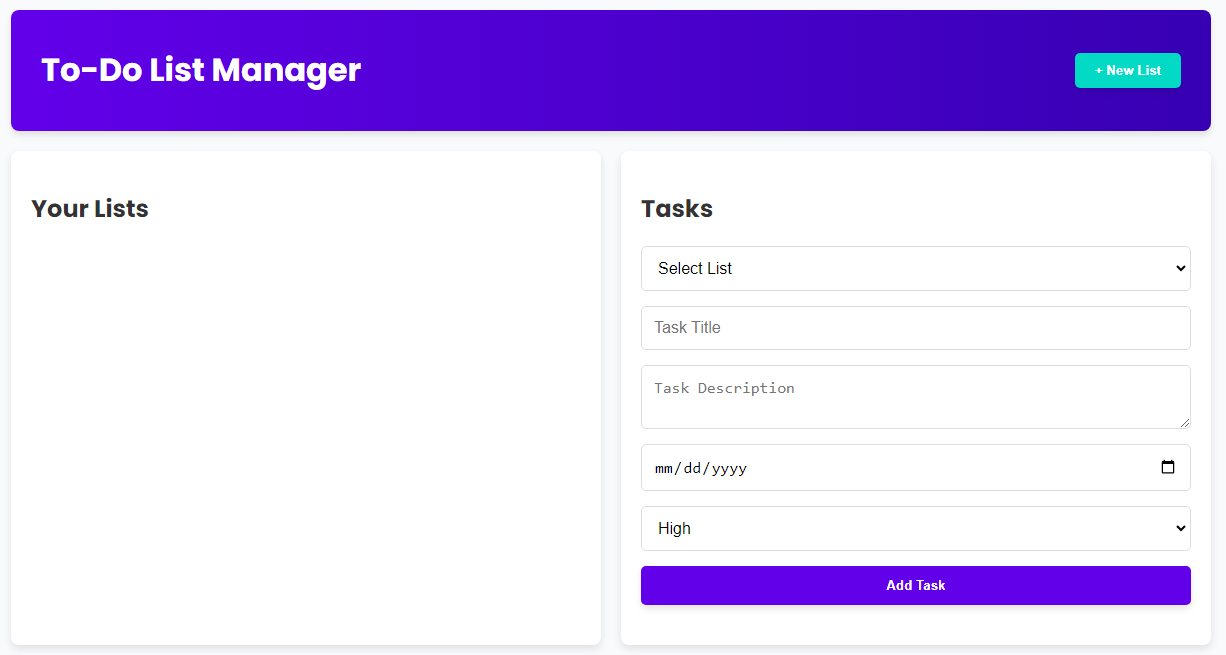 To-Do List Manager
+ New List
Your Lists
Tasks
Select List
Task Title
Task Description
mm/dd/yyyy
High
Add Task